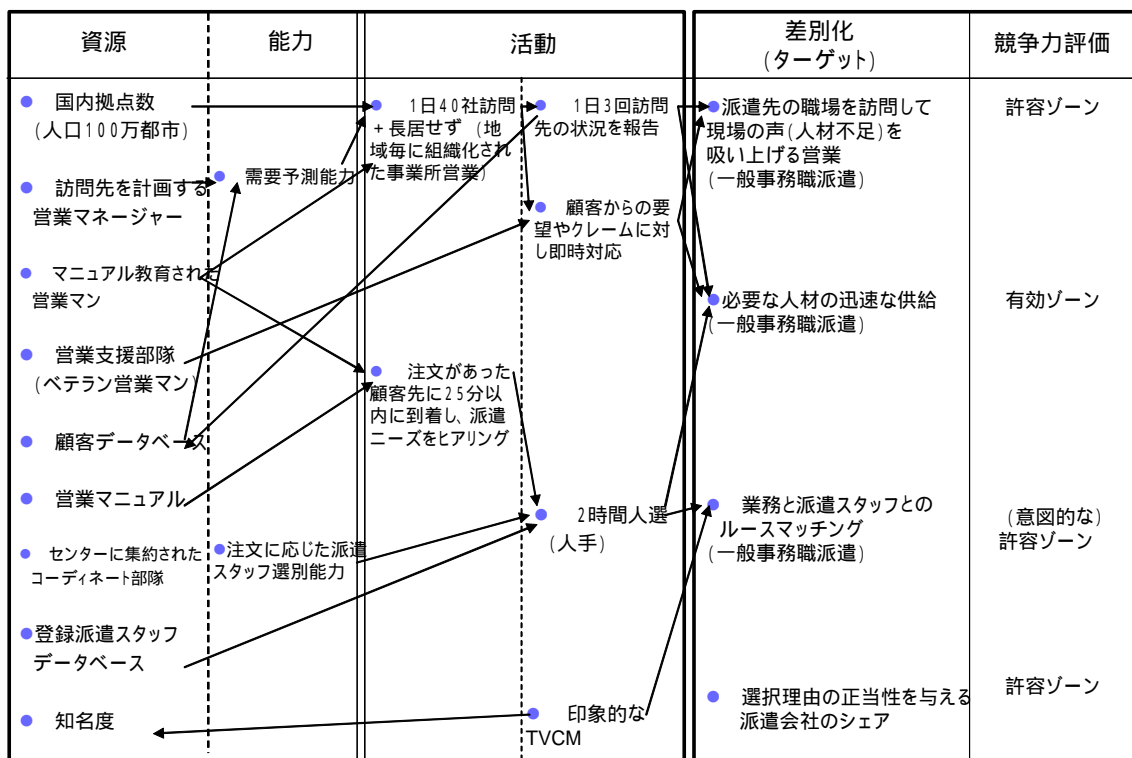 資源
能力
活動
差別化
(ターゲット)
競争力評価
● 国内拠点数
(人口100万都市)
● 訪問先を計画する
営業マネージャー
● マニュアル教育された
営業マン
● 営業支援部隊
(ベテラン営業マン)
● 顧客データベース
● 営業マニュアル
● センターに集約された
コーディネート部隊
●登録派遣スタッフ
データベース
● 知名度
● 需要予測能力
●注文に応じた派遣
スタッフ選別能力
● 1日40社訪問
+長居せず (地
域毎に組織化され
た事業所営業)
● 注文があった
顧客先に25分以
内に到着し、派遣
ニーズをヒアリング
● 1日3回訪問
先の状況を報告
● 顧客からの要
望やクレームに対
し即時対応
● 2時間人選
(人手)
● 印象的な
TVCM
●派遣先の職場を訪問して
現場の声(人材不足)を
吸い上げる営業
(一般事務職派遣)
●必要な人材の迅速な供給
(一般事務職派遣)
● 業務と派遣スタッフとの
ルースマッチング
(一般事務職派遣)
● 選択理由の正当性を与える
派遣会社のシェア
許容ゾーン
有効ゾーン
(意図的な)
許容ゾーン
許容ゾーン